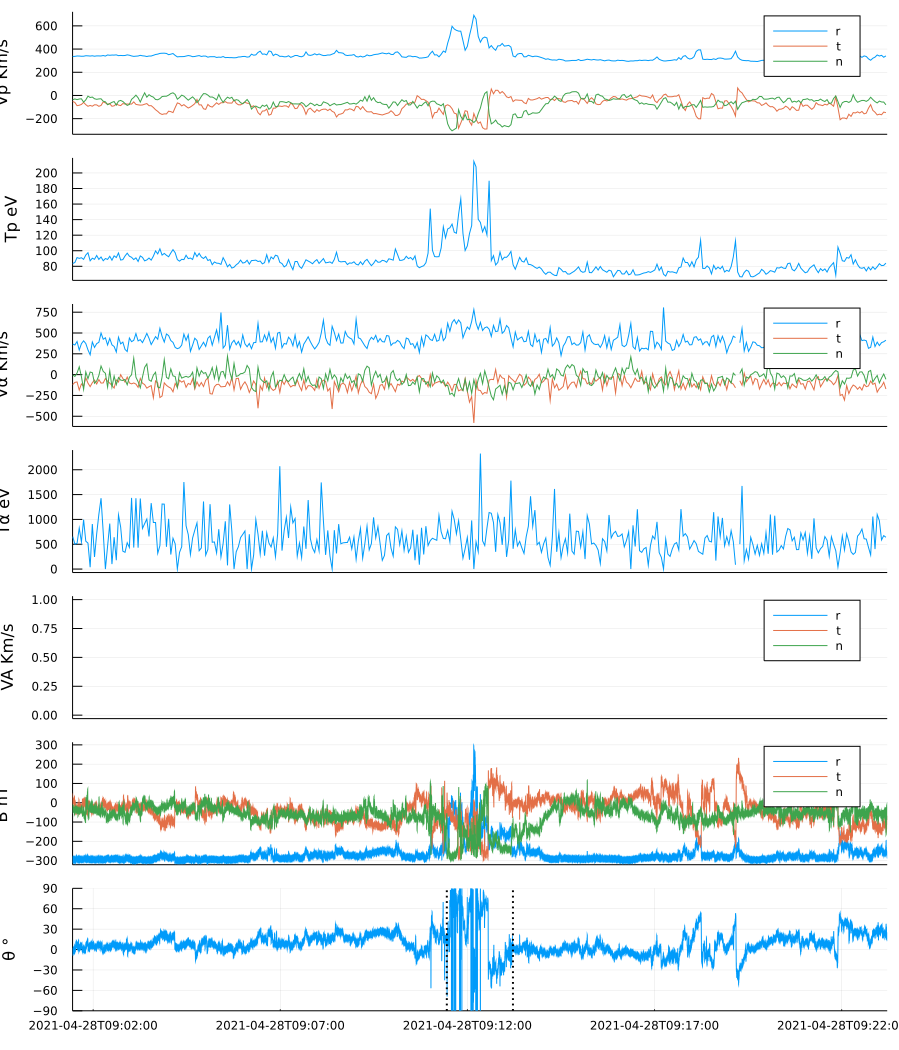 Vp Km/s
600
400
200
0
−200
r
t
n
Tp eV
200
180
160
140
120
100
80
Vα Km/s
750
500
250
0
−250
−500
r
t
n
Tα eV
2000
1500
1000
500
0
VA Km/s
1.00
0.75
0.50
0.25
0.00
r
t
n
B nT
300
200
100
0
−100
−200
−300
r
t
n
θ °
90
60
30
0
−30
−60
−90
2021-04-28T09:02:00
2021-04-28T09:07:00
2021-04-28T09:12:00
2021-04-28T09:17:00
2021-04-28T09:22:0